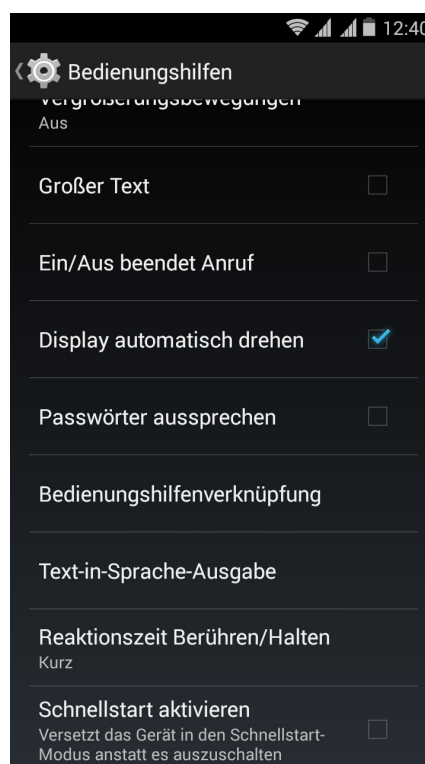 12:40
Bedienungshilfen
Vergrößerungsbewegungen
Aus
Großer Text
Ein/Aus beendet Anruf
Display automatisch drehen
Passwörter aussprechen
Bedienungshilfenverknüpfung
Text-in-Sprache-Ausgabe
Reaktionszeit Berühren/Halten
Kurz
Schnellstart aktivieren
Versetzt das Gerät in den Schnellstart-
Modus anstatt es auszuschalten